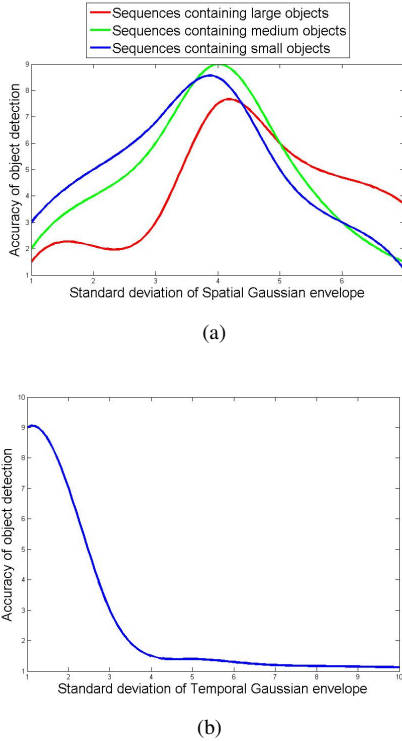 Sequences containing large objects
Sequences containing medium objects
Sequences containing small objects
9
8
7
6
5
4
3
2
1
Accuracy of object detection
1 2 3 4 5 6
Standard deviation of Spatial Gaussian envelope
(a)
10
9
8
7
6
5
4
3
2
1
Accuracy of object detection
1 2 3 4 5 6 7 8 9 10
Standard deviation of Temporal Gaussian envelope
(b)